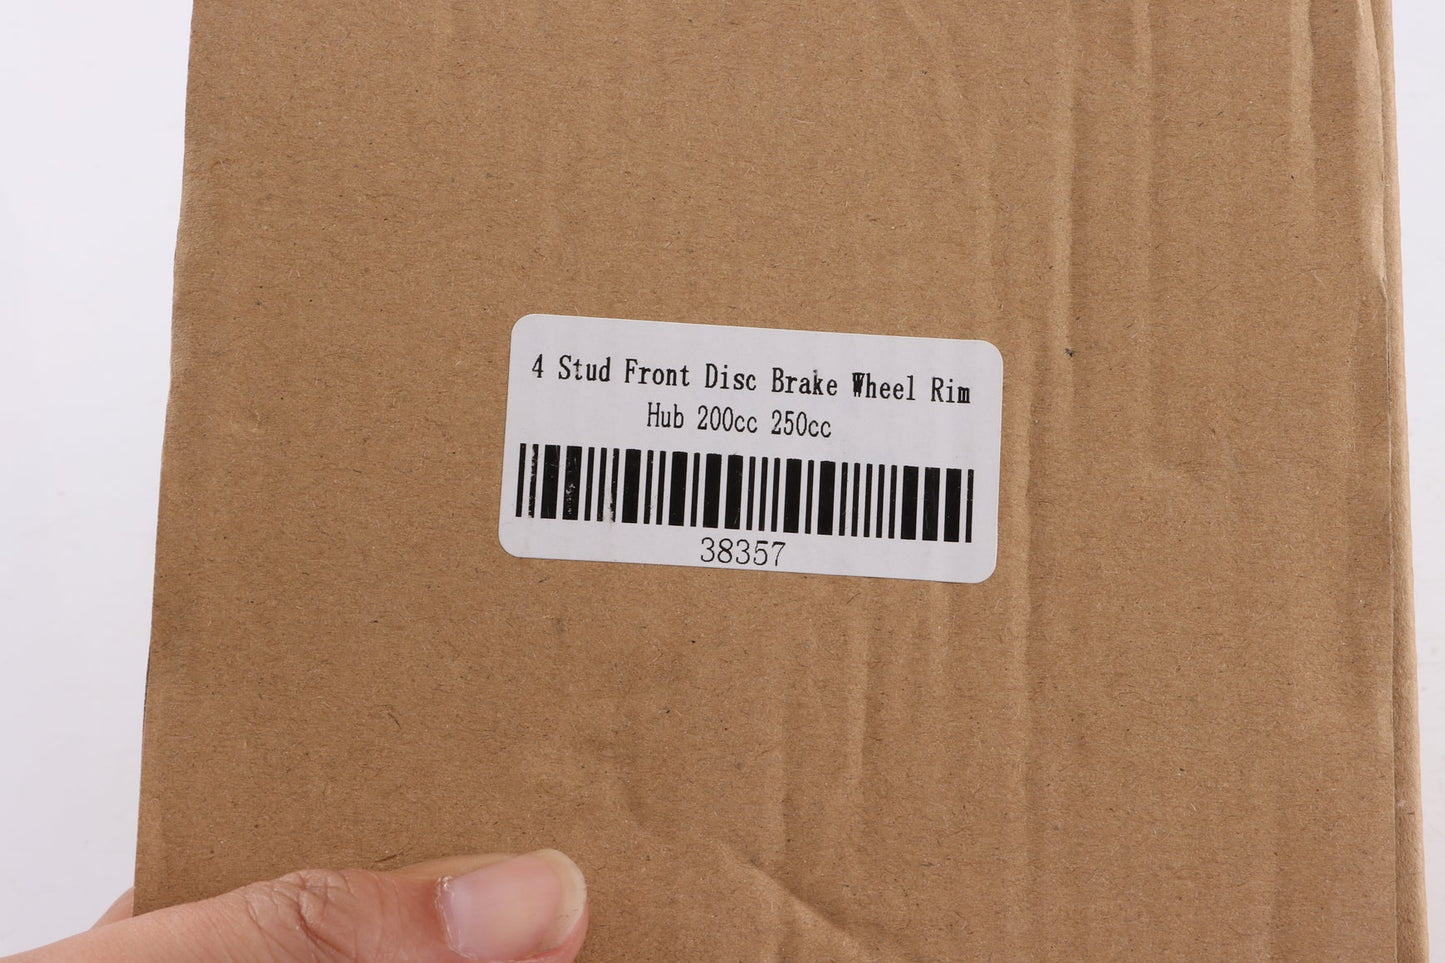 4 Stud Front Disc Brake Wheel Rim
Hub 200cc 250cc
38357